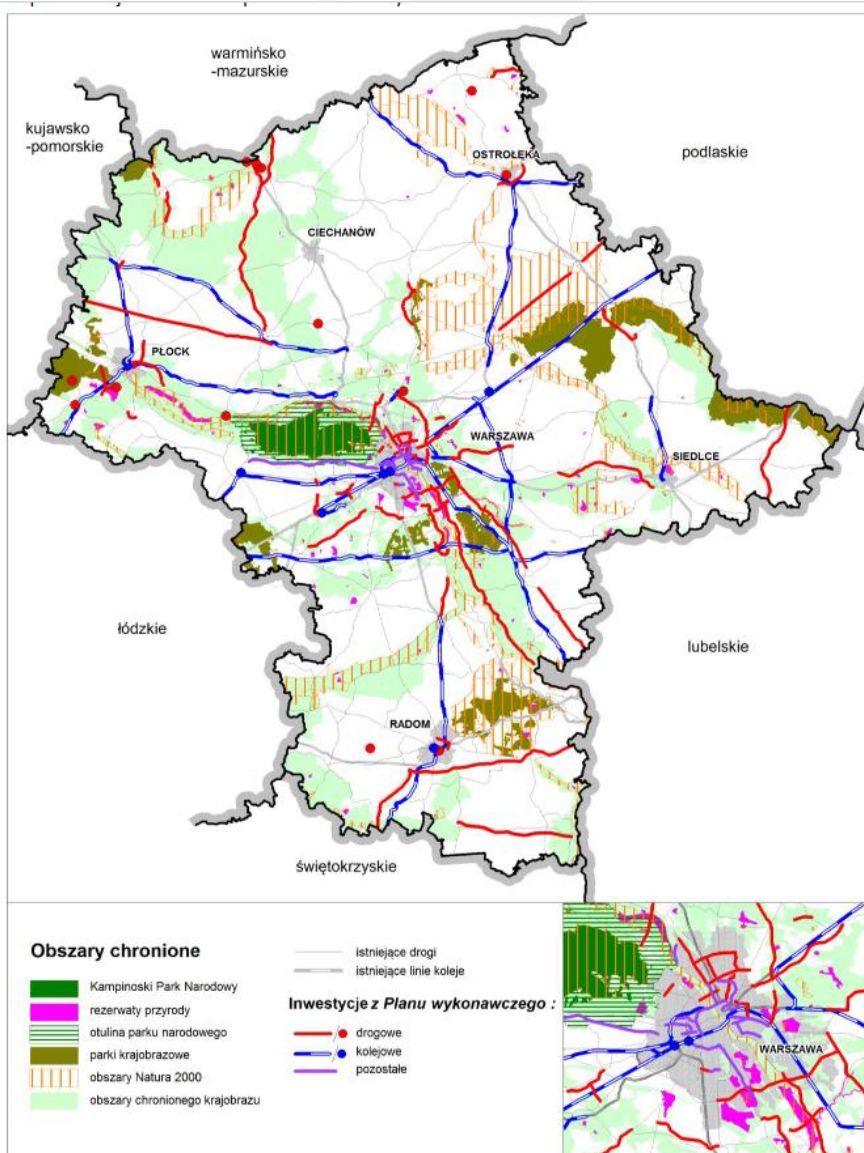 warmińsko
-mazurskie
kujawsko
-pomorskie
podlaskie
OSTROŁĘKA
CIECHANÓW
PŁOCK
WARSZAWA
SIEDLCE
łódzkie
lubelskie
RADOM
świętokrzyskie
Obszary chronione
Kampinoski Park Narodowy
rezerwaty przyrody
otulina parku narodowego
parki krajobrazowe
obszary Natura 2000
obszary chronionego krajobrazu
istniejące drogi
istniejące linie koleje
Inwestycje z Planu wykonawczego :
drogowe
kolejowe
pozostałe
WARSZAWA